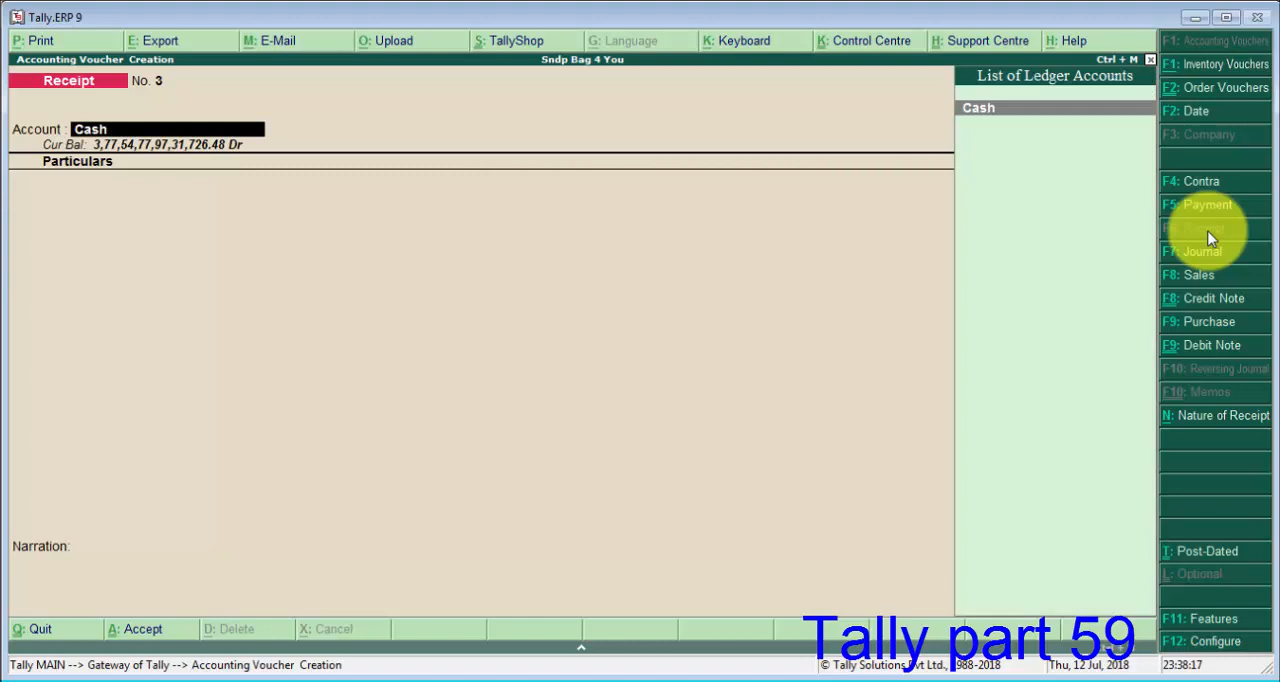 Tally.ERP 9
P: Print
E: Export
M: E-Mail
O: Upload
S: TallyShop
G: Language
K: Keyboard
K: Control Centre
H: Support Centre
H: Help
F1: Accounting Vouchers
Accounting Voucher Creation
Sndp Bag 4 You
Ctrl + M
F1: Inventory Vouchers
Receipt
No. 3
List of Ledger Accounts
F2: Order Vouchers
Cash
F2: Date
Account : Cash
F3: Company
Cur Bal: 3,77,54,77,97,31,726.48 Dr
Particulars
F4: Contra
F5: Payment
F7: Journal
F8: Sales
F8: Credit Note
F9: Purchase
F9: Debit Note
F10: Reversing Journal
F10: Memos
N: Nature of Receipt
Narration:
T: Post-Dated
L: Optional
F11: Features
Q: Quit
A: Accept
D: Delete
X: Cancel
Tally part 59
F12: Configure
Tally MAIN --> Gateway of Tally --> Accounting Voucher Creation
© Tally Solutions Pvt Ltd., 1988-2018
Thu, 12 Jul, 2018
23:38:17